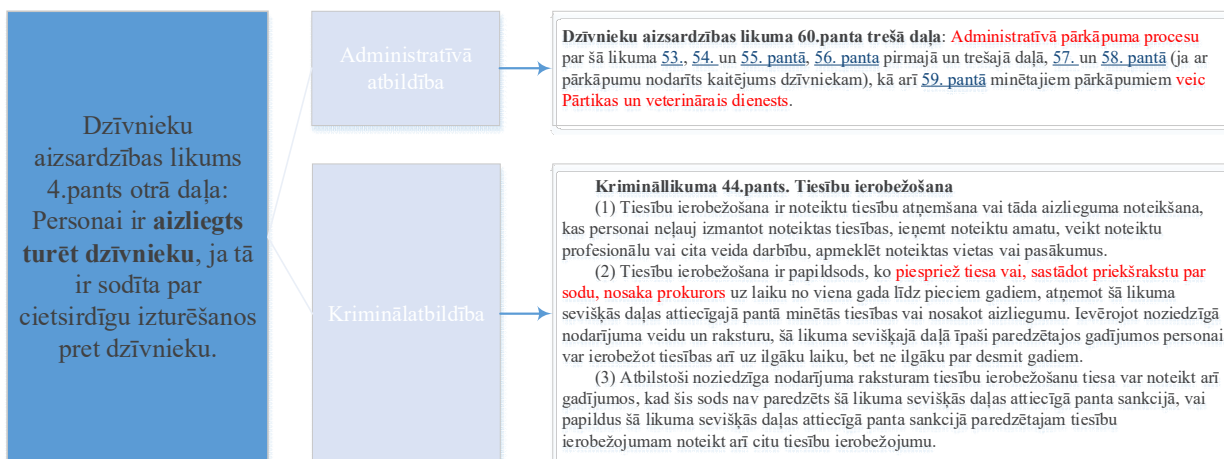 Dzīvnieku
aizsardzības likums
4.pants otrā daļa:
Personai ir aizliegts
turēt dzīvnieku, ja tā
ir sodīta par
cietsirdīgu izturēšanos
pret dzīvnieku.
Administratīvā
atbildība
Dzīvnieku aizsardzības likuma 60.panta trešā daļa: Administratīvā pārkāpuma procesu
par šā likuma 53., 54. un 55. pantā, 56. panta pirmajā un trešajā daļā, 57. un 58. pantā (ja ar
pārkāpumu nodarīts kaitējums dzīvniekam), kā arī 59. pantā minētajiem pārkāpumiem veic
Pārtikas un veterinārais dienests.
Kriminālatbildība
Krimināllikuma 44.pants. Tiesību ierobežošana
(1) Tiesību ierobežošana ir noteiktu tiesību atņemšana vai tāda aizlieguma noteikšana,
kas personai neļauj izmantot noteiktas tiesības, ieņemt noteiktu amatu, veikt noteiktu
profesionālu vai cita veida darbību, apmeklēt noteiktas vietas vai pasākumus.
(2) Tiesību ierobežošana ir papildsods, ko piespriež tiesa vai, sastādot priekšrakstu par
sodu, nosaka prokurors uz laiku no viena gada līdz pieciem gadiem, atņemot šā likuma
sevišķās daļas attiecīgajā pantā minētās tiesības vai nosakot aizliegumu. Ievērojot noziedzīgā
nodarījuma veidu un raksturu, šā likuma sevišķajā daļā īpaši paredzētajos gadījumos personai
var ierobežot tiesības arī uz ilgāku laiku, bet ne ilgāku par desmit gadiem.
(3) Atbilstoši noziedzīga nodarījuma raksturam tiesību ierobežošanu tiesa var noteikt arī
gadījumos, kad šis sods nav paredzēts šā likuma sevišķās daļas attiecīgā panta sankcijā, vai
papildus šā likuma sevišķās daļas attiecīgā panta sankcijā paredzētajam tiesību
ierobežojumam noteikt arī citu tiesību ierobežojumu.